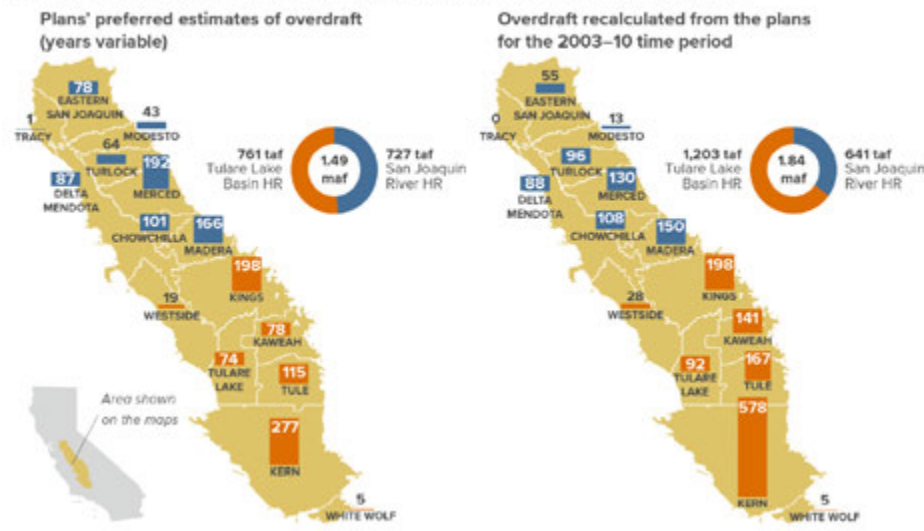 Plans' preferred estimates of overdraft
(years variable)
78
EASTERN
SAN JOAQUIN
1
TRACY
43
MODESTO
64
TURLOCK
192
MERCED
87
DELTA
MENDOTA
101
CHOWCHILLA
166
MADERA
761 taf
Tulare Lake
Basin HR
1.49
maf
727 taf
San Joaquin
River HR
198
KINGS
19
WESTSIDE
78
KAWEAH
74
TULARE
LAKE
115
TULE
277
KERN
5
WHITE WOLF
Area shown
on the maps
Overdraft recalculated from the plans
for the 2003–10 time period
55
EASTERN
SAN JOAQUIN
0
TRACY
13
MODESTO
96
TURLOCK
130
MERCED
88
DELTA
MENDOTA
108
CHOWCHILLA
150
MADERA
1,203 taf
Tulare Lake
Basin HR
1.84
maf
641 taf
San Joaquin
River HR
198
KINGS
28
WESTSIDE
141
KAWEAH
92
TULARE
LAKE
167
TULE
578
KERN
5
WHITE WOLF